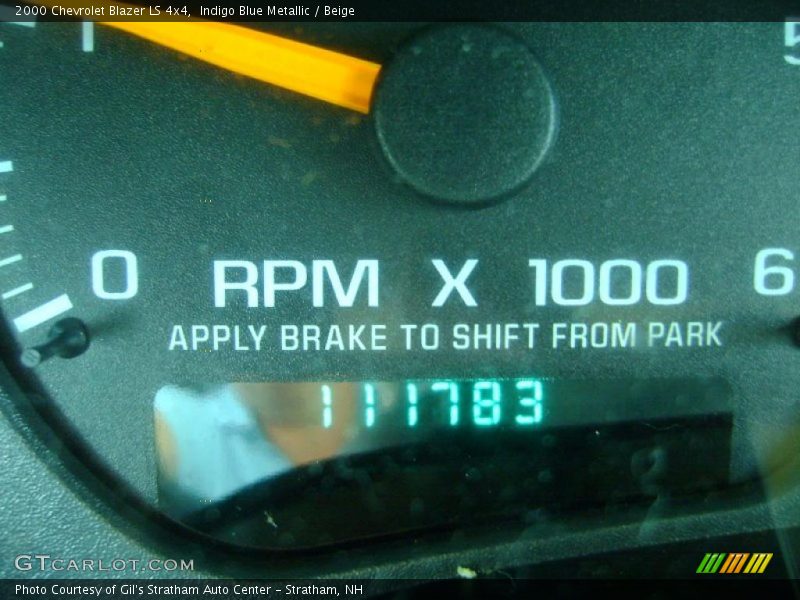 2000 Chevrolet Blazer LS 4x4, Indigo Blue Metallic / Beige
1
5
0 RPM X 1000 6
APPLY BRAKE TO SHIFT FROM PARK
111783
GTCARLOT.COM
Photo Courtesy of Gil's Stratham Auto Center - Stratham, NH